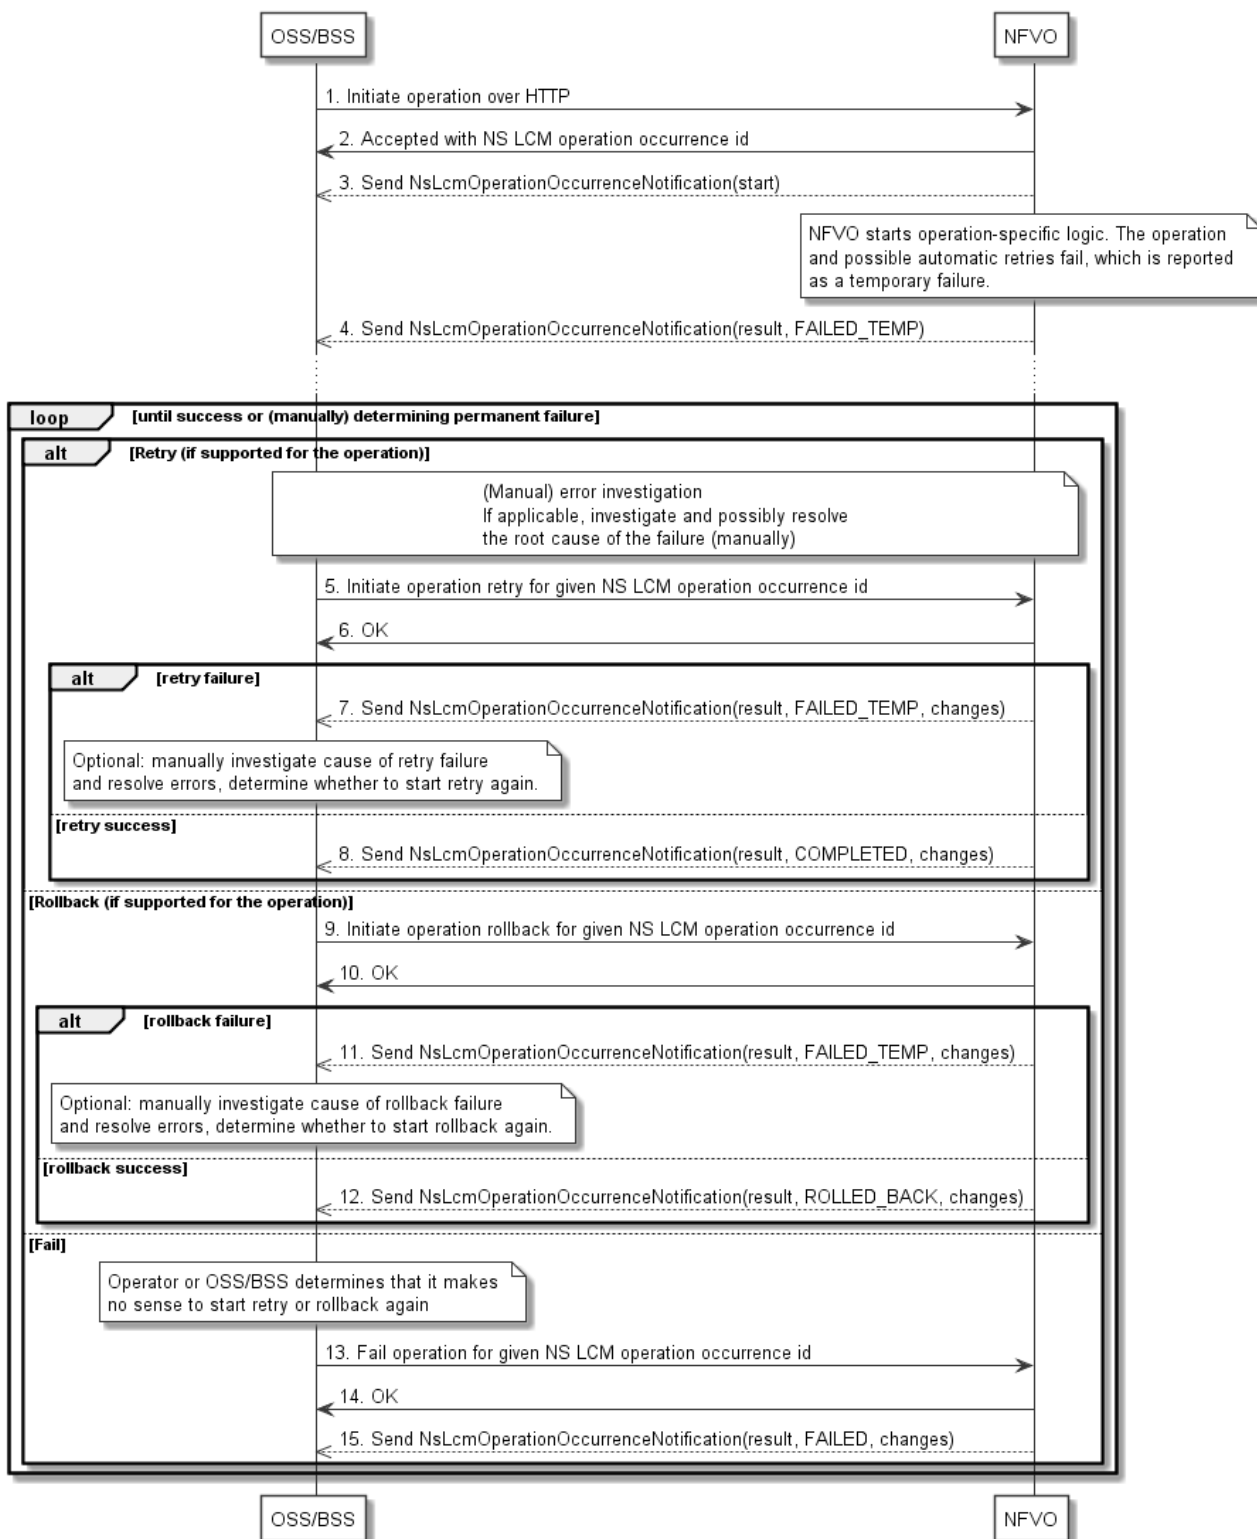 OSS/BSS
NFVO
1. Initiate operation over HTTP
2. Accepted with NS LCM operation occurrence id
3. Send NsLcmOperationOccurrenceNotification(start)
NFVO starts operation-specific logic. The operation
and possible automatic retries fail, which is reported
as a temporary failure.
4. Send NsLcmOperationOccurrenceNotification(result, FAILED_TEMP)
loop
[until success or (manually) determining permanent failure]
alt
[Retry (if supported for the operation)]
(Manual) error investigation
If applicable, investigate and possibly resolve
the root cause of the failure (manually)
5. Initiate operation retry for given NS LCM operation occurrence id
6. OK
alt
[retry failure]
7. Send NsLcmOperationOccurrenceNotification(result, FAILED_TEMP, changes)
Optional: manually investigate cause of retry failure
and resolve errors, determine whether to start retry again.
[retry success]
8. Send NsLcmOperationOccurrenceNotification(result, COMPLETED, changes)
[Rollback (if supported for the operation)]
9. Initiate operation rollback for given NS LCM operation occurrence id
10. OK
alt
[rollback failure]
11. Send NsLcmOperationOccurrenceNotification(result, FAILED_TEMP, changes)
Optional: manually investigate cause of rollback failure
and resolve errors, determine whether to start rollback again.
[rollback success]
12. Send NsLcmOperationOccurrenceNotification(result, ROLLED_BACK, changes)
[Fail]
Operator or OSS/BSS determines that it makes
no sense to start retry or rollback again
13. Fail operation for given NS LCM operation occurrence id
14. OK
15. Send NsLcmOperationOccurrenceNotification(result, FAILED, changes)
OSS/BSS
NFVO